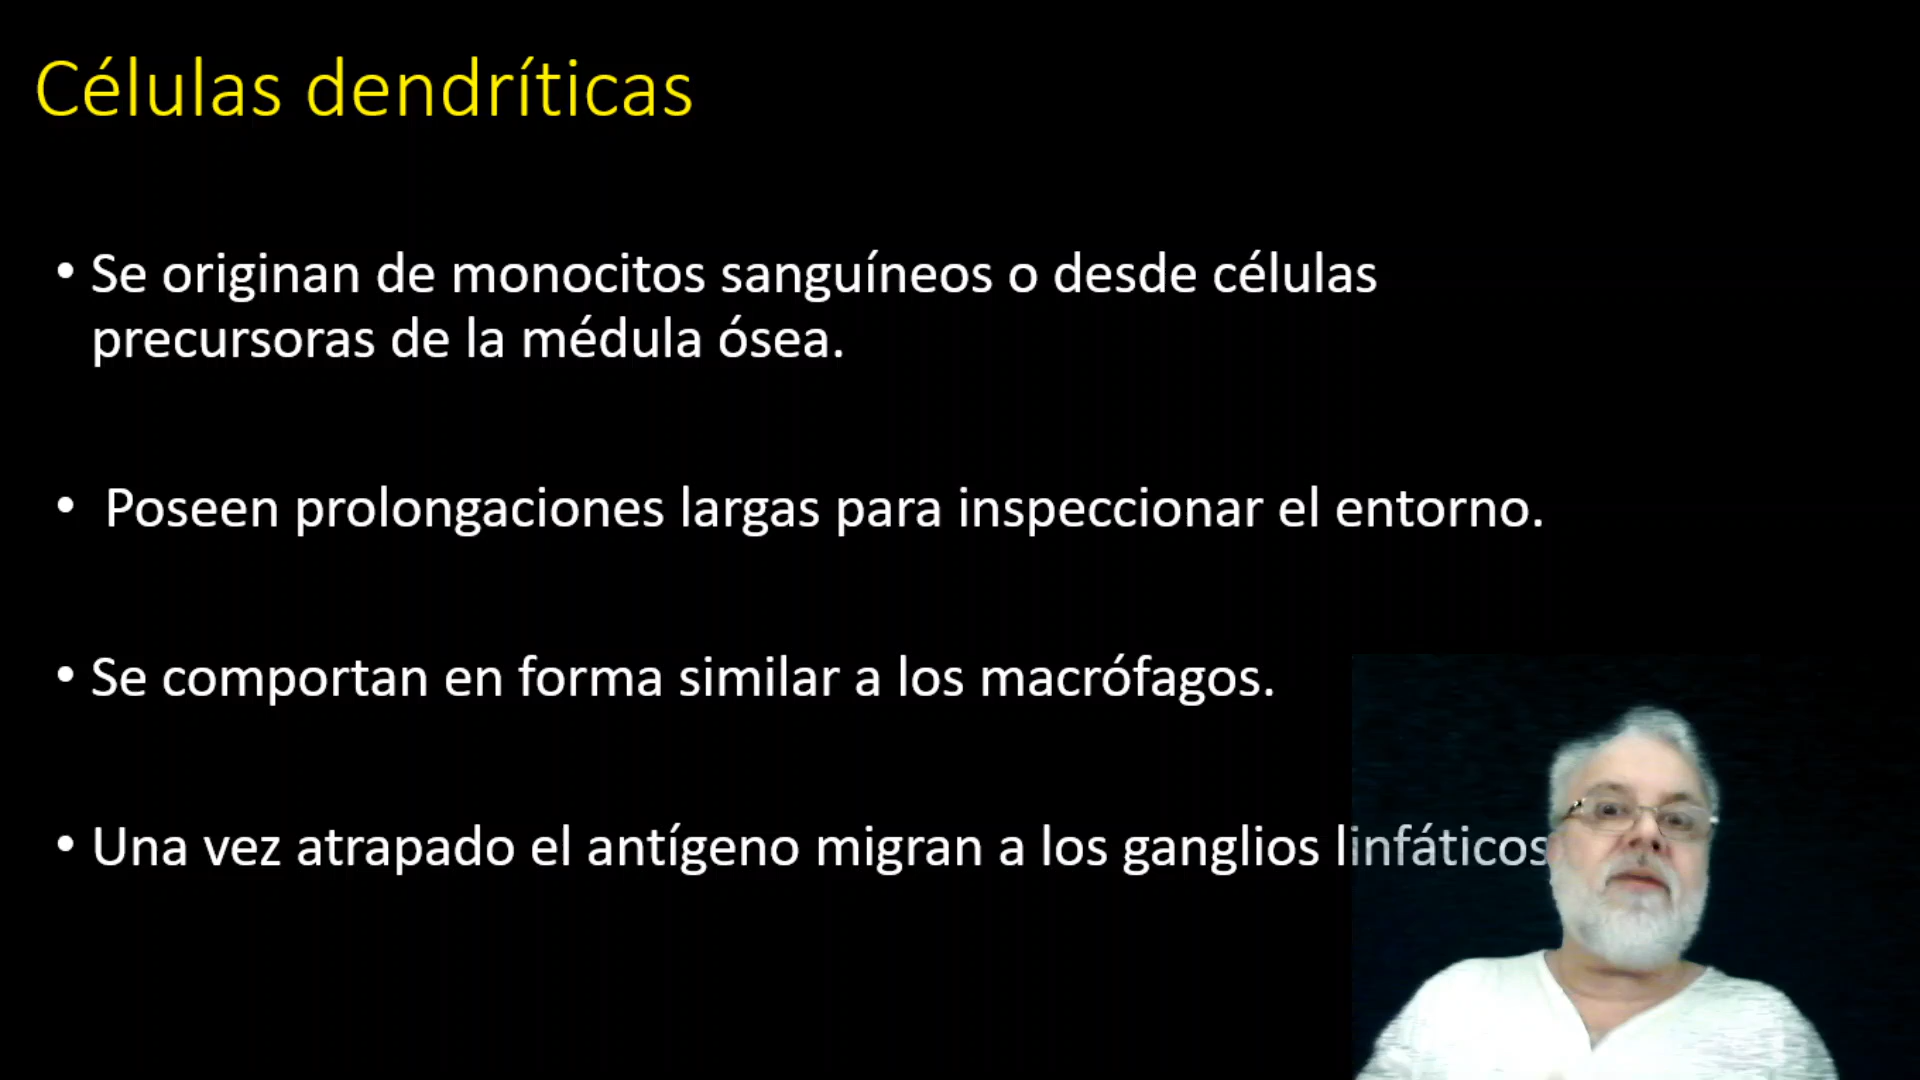 Células dendríticas
• Se originan de monocitos sanguíneos o desde células
precursoras de la médula ósea.
• Poseen prolongaciones largas para inspeccionar el entorno.
• Se comportan en forma similar a los macrófagos.
• Una vez atrapado el antígeno migran a los ganglios linfáticos